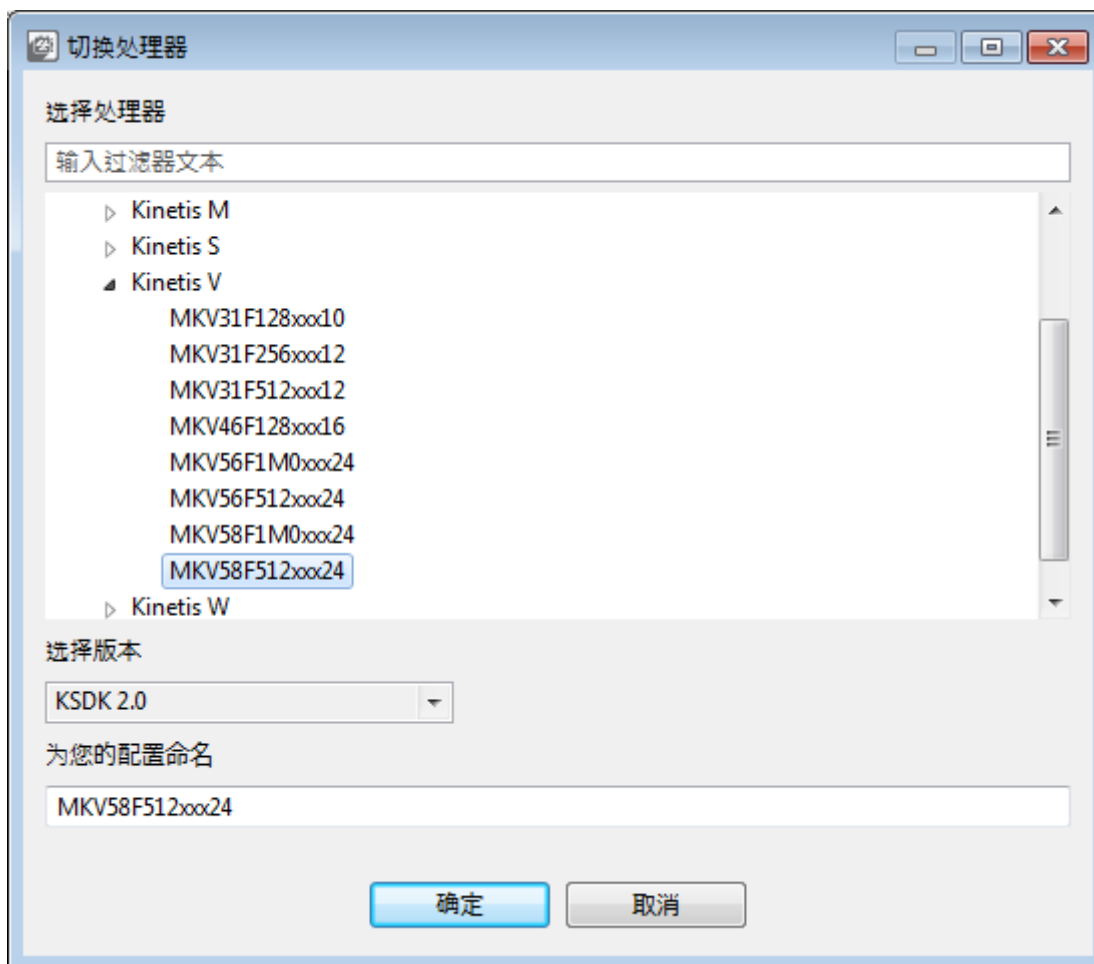 切换处理器
选择处理器
输入过滤器文本
Kinetis M
Kinetis S
Kinetis V
MKV31F128xxx10
MKV31F256xxx12
MKV31F512xxx12
MKV46F128xxx16
MKV56F1M0xxx24
MKV56F512xxx24
MKV58F1M0xxx24
MKV58F512xxx24
Kinetis W
选择版本
KSDK 2.0
为您的配置命名
MKV58F512xxx24
确定 取消